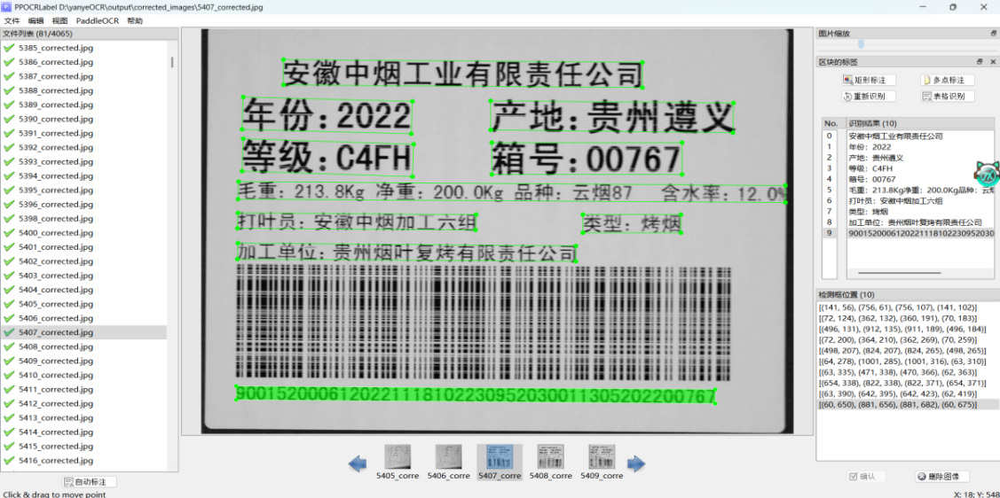 PPOCRLabel D:\yanyeOCR\output\corrected_images\5407_corrected.jpg
文件 编辑 视图 PaddleOCR 帮助
文件列表 (81/4065)
5385_corrected.jpg
5386_corrected.jpg
5387_corrected.jpg
5388_corrected.jpg
5389_corrected.jpg
5390_corrected.jpg
5391_corrected.jpg
5392_corrected.jpg
5393_corrected.jpg
5394_corrected.jpg
5395_corrected.jpg
5396_corrected.jpg
5398_corrected.jpg
5400_corrected.jpg
5401_corrected.jpg
5402_corrected.jpg
5403_corrected.jpg
5404_corrected.jpg
5405_corrected.jpg
5406_corrected.jpg
5407_corrected.jpg
5408_corrected.jpg
5409_corrected.jpg
5410_corrected.jpg
5411_corrected.jpg
5412_corrected.jpg
5413_corrected.jpg
5414_corrected.jpg
5415_corrected.jpg
5416_corrected.jpg
自动标注
Click & drag to move point
安徽中烟工业有限责任公司
年份:2022 产地:贵州遵义
等级:C4FH 箱号:00767
毛重: 213.8Kg 净重: 200.0Kg 品种: 云烟87 含水率: 12.0%
打叶员: 安徽中烟加工六组 类型: 烤烟
加工单位: 贵州烟叶复烤有限责任公司
900152000612022111810223095203001130520220076​7
5405_corre 5406_corre 5407_corre 5408_corre 5409_corre
图片缩放
区块的标签
矩形标注 多点标注
重新识别 表格识别
No. 识别结果 (10)
0 安徽中烟工业有限责任公司
1 年份: 2022
2 产地: 贵州遵义
3 等级: C4FH
4 箱号: 00767
5 毛重: 213.8Kg净重: 200.0Kg品种: 云
6 打叶员: 安徽中烟加工六组
7 类型: 烤烟
8 加工单位: 贵州烟叶复烤有限责任公司
9 9001520006120221118102230952030
检测框位置 (10)
[(141, 56), (756, 61), (756, 107), (141, 102)]
[(72, 124), (362, 132), (360, 191), (70, 183)]
[(496, 131), (912, 135), (911, 189), (496, 184)]
[(72, 200), (364, 210), (362, 269), (70, 259)]
[(498, 207), (824, 207), (824, 265), (498, 265)]
[(64, 278), (1001, 285), (1001, 316), (63, 310)]
[(63, 335), (471, 338), (470, 366), (62, 363)]
[(654, 338), (822, 338), (822, 371), (654, 371)]
[(63, 390), (642, 395), (642, 423), (62, 419)]
[(60, 650), (881, 656), (881, 682), (60, 675)]
确认 删除图像
X: 18; Y: 548